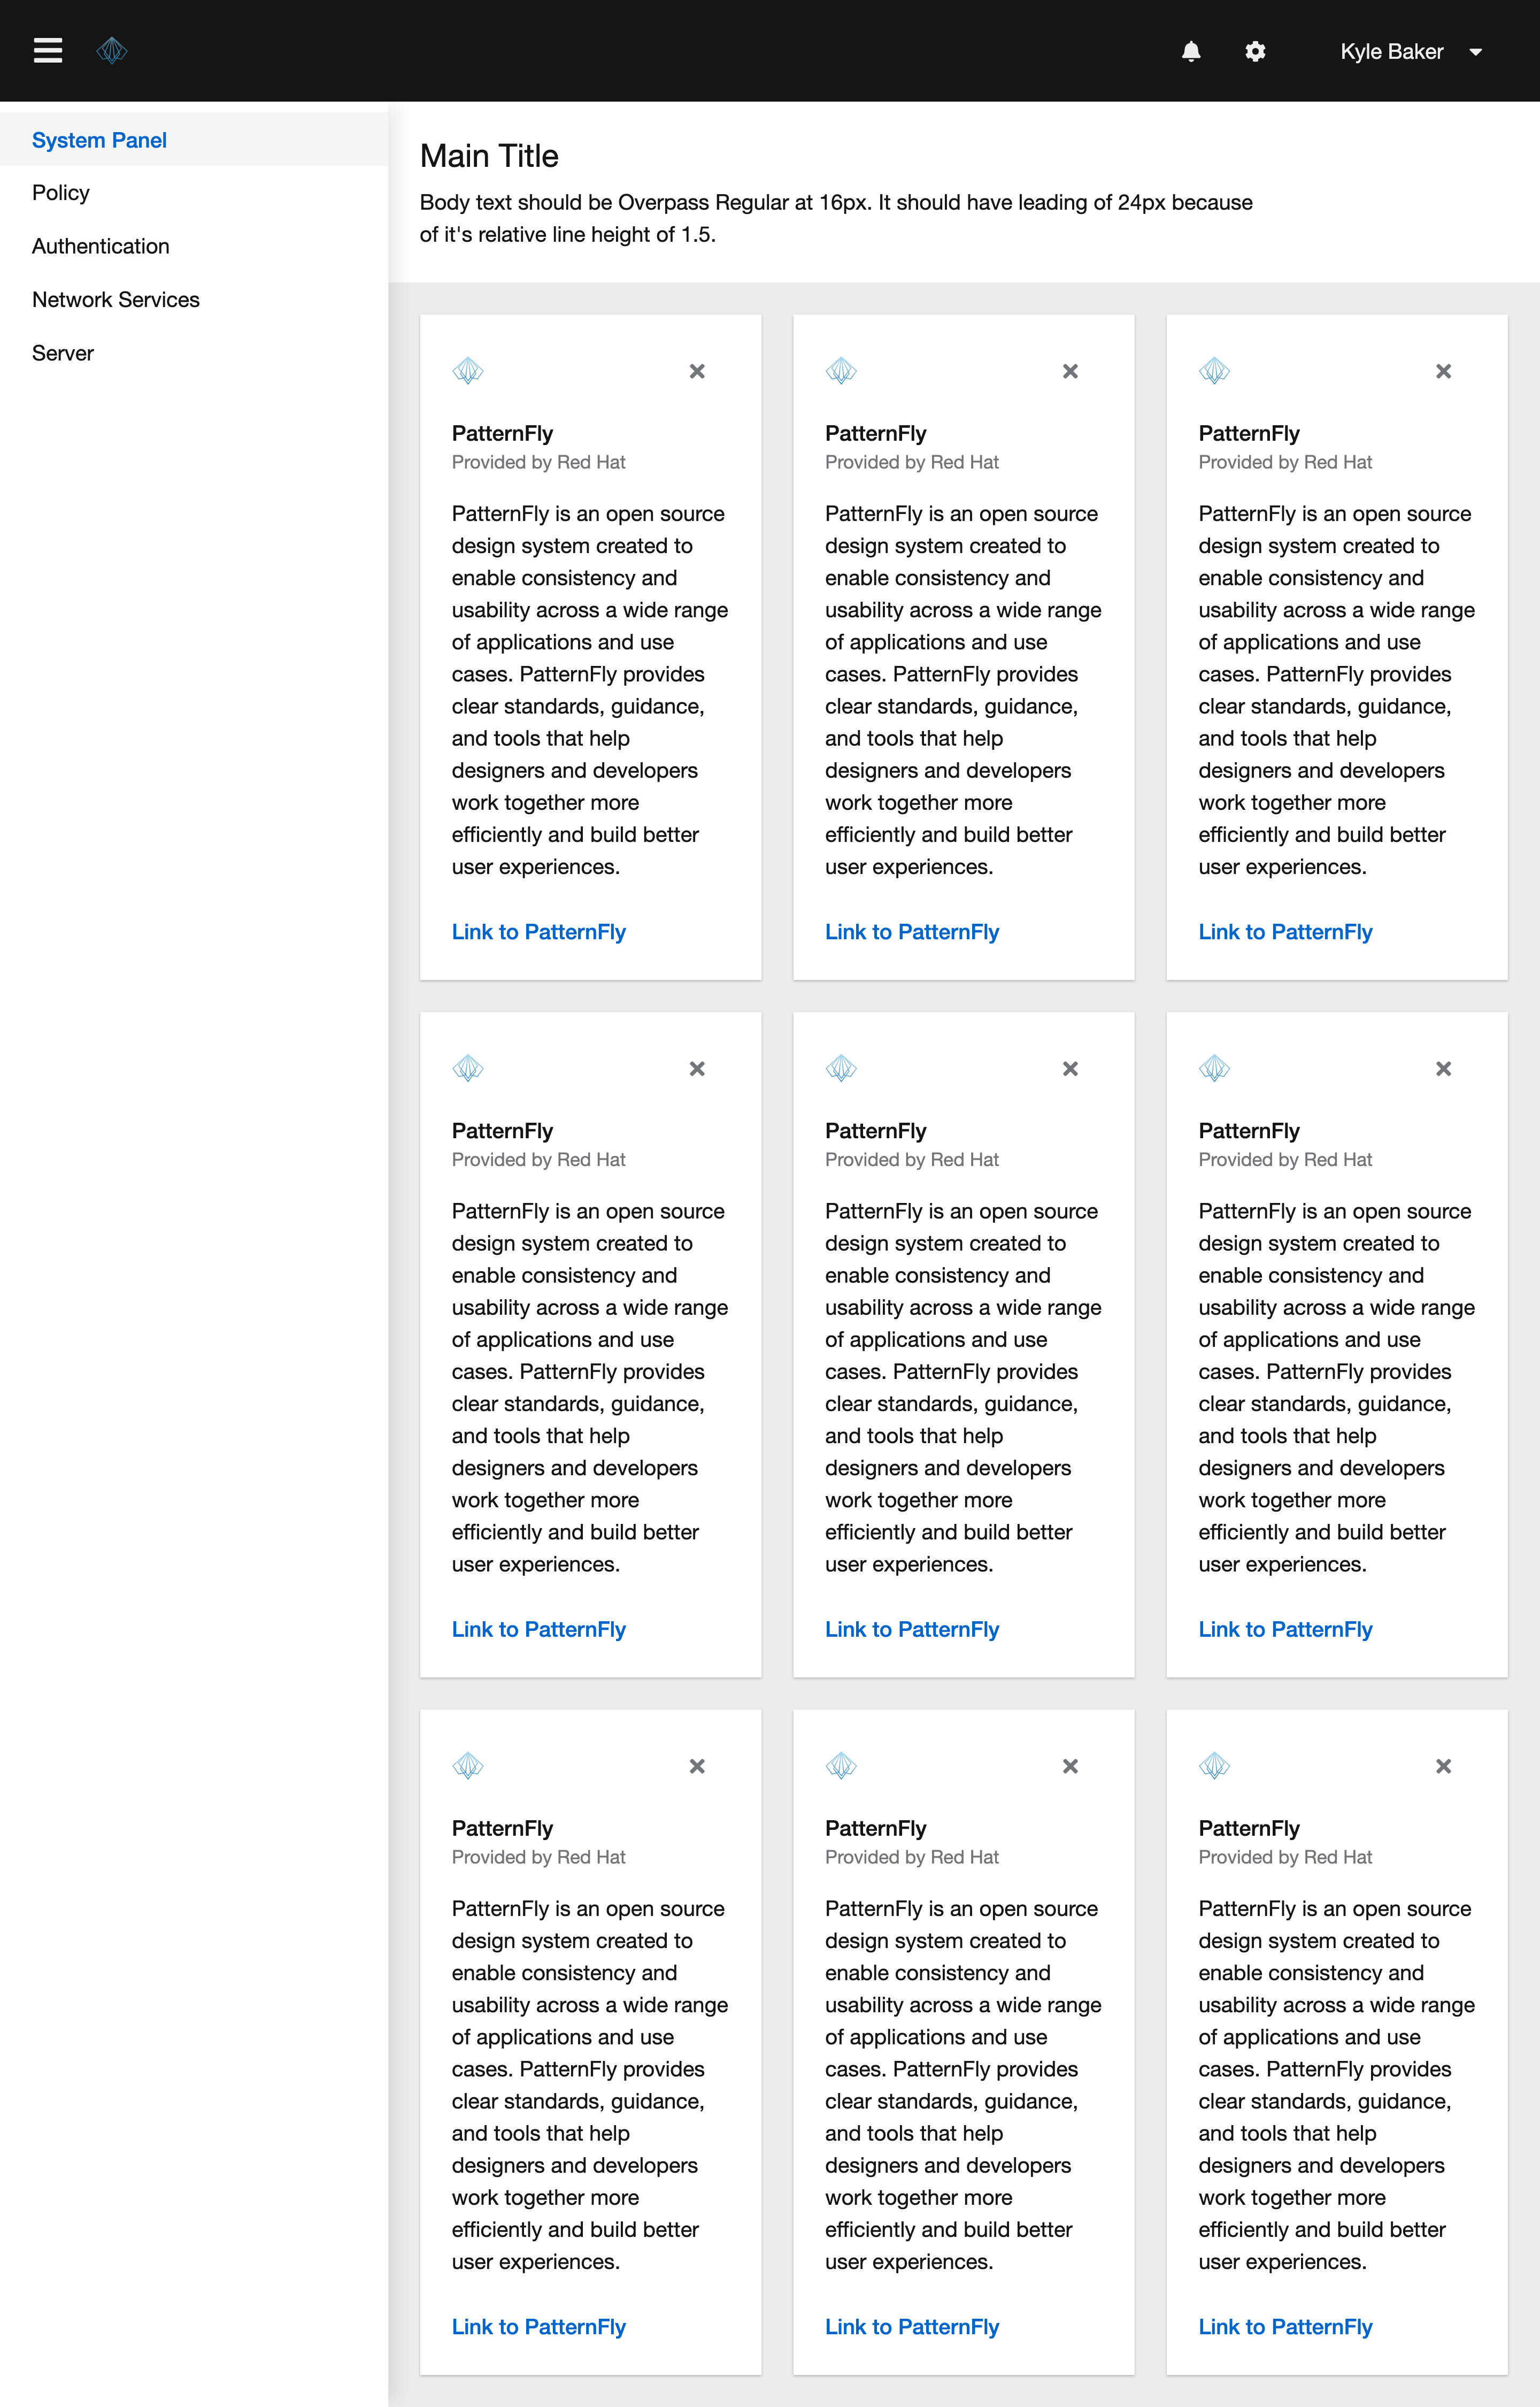 Kyle Baker
System Panel
Policy
Authentication
Network Services
Server
Main Title
Body text should be Overpass Regular at 16px. It should have leading of 24px because
of it's relative line height of 1.5.
PatternFly
Provided by Red Hat
PatternFly is an open source
design system created to
enable consistency and
usability across a wide range
of applications and use
cases. PatternFly provides
clear standards, guidance,
and tools that help
designers and developers
work together more
efficiently and build better
user experiences.
Link to PatternFly
PatternFly
Provided by Red Hat
PatternFly is an open source
design system created to
enable consistency and
usability across a wide range
of applications and use
cases. PatternFly provides
clear standards, guidance,
and tools that help
designers and developers
work together more
efficiently and build better
user experiences.
Link to PatternFly
PatternFly
Provided by Red Hat
PatternFly is an open source
design system created to
enable consistency and
usability across a wide range
of applications and use
cases. PatternFly provides
clear standards, guidance,
and tools that help
designers and developers
work together more
efficiently and build better
user experiences.
Link to PatternFly
PatternFly
Provided by Red Hat
PatternFly is an open source
design system created to
enable consistency and
usability across a wide range
of applications and use
cases. PatternFly provides
clear standards, guidance,
and tools that help
designers and developers
work together more
efficiently and build better
user experiences.
Link to PatternFly
PatternFly
Provided by Red Hat
PatternFly is an open source
design system created to
enable consistency and
usability across a wide range
of applications and use
cases. PatternFly provides
clear standards, guidance,
and tools that help
designers and developers
work together more
efficiently and build better
user experiences.
Link to PatternFly
PatternFly
Provided by Red Hat
PatternFly is an open source
design system created to
enable consistency and
usability across a wide range
of applications and use
cases. PatternFly provides
clear standards, guidance,
and tools that help
designers and developers
work together more
efficiently and build better
user experiences.
Link to PatternFly
PatternFly
Provided by Red Hat
PatternFly is an open source
design system created to
enable consistency and
usability across a wide range
of applications and use
cases. PatternFly provides
clear standards, guidance,
and tools that help
designers and developers
work together more
efficiently and build better
user experiences.
Link to PatternFly
PatternFly
Provided by Red Hat
PatternFly is an open source
design system created to
enable consistency and
usability across a wide range
of applications and use
cases. PatternFly provides
clear standards, guidance,
and tools that help
designers and developers
work together more
efficiently and build better
user experiences.
Link to PatternFly
PatternFly
Provided by Red Hat
PatternFly is an open source
design system created to
enable consistency and
usability across a wide range
of applications and use
cases. PatternFly provides
clear standards, guidance,
and tools that help
designers and developers
work together more
efficiently and build better
user experiences.
Link to PatternFly